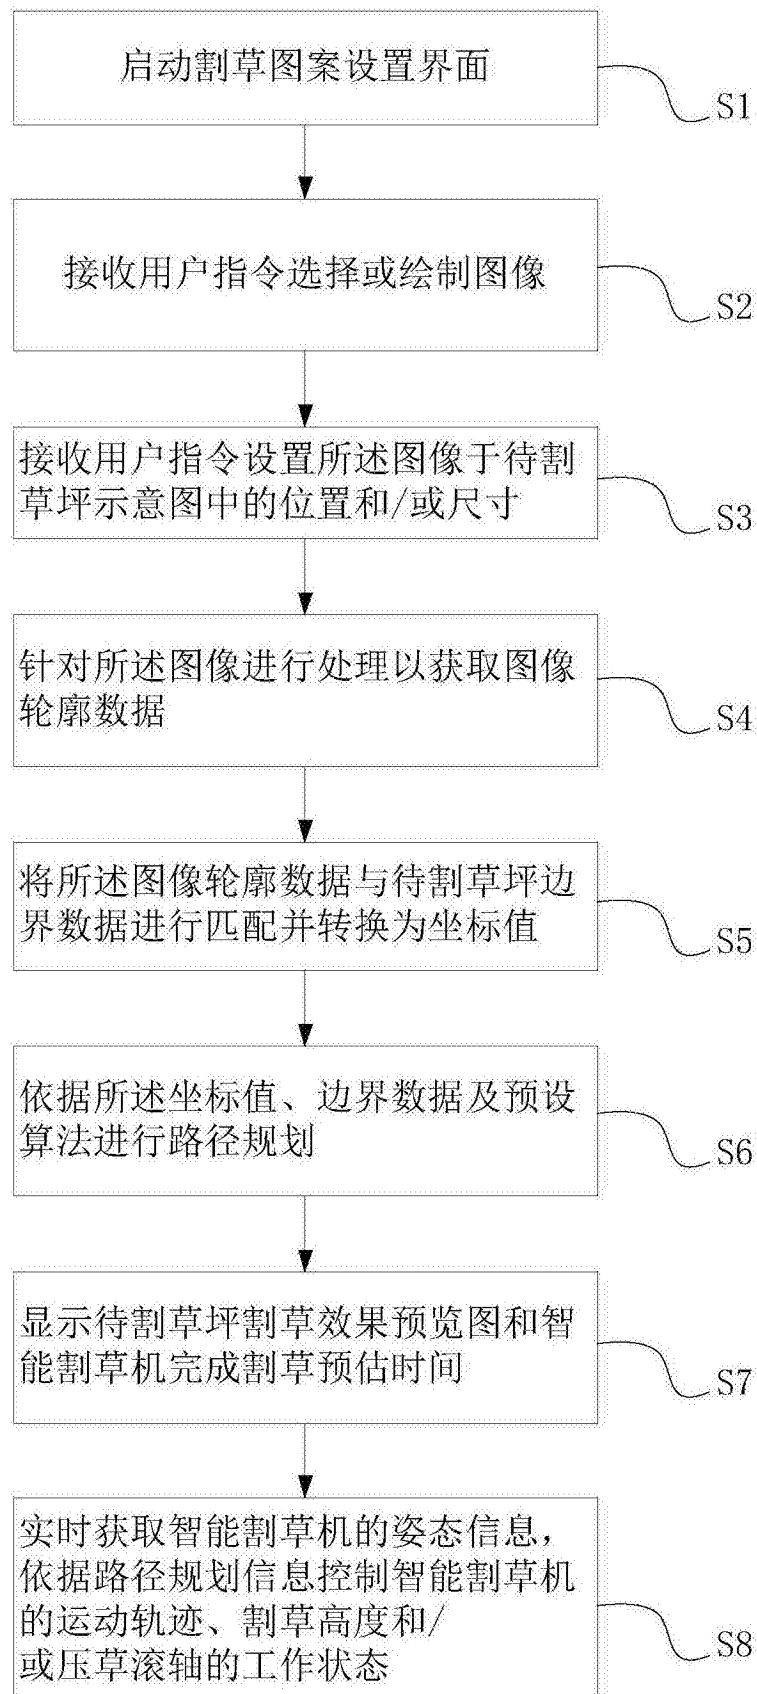 启动割草图案设置界面
S1
接收用户指令选择或绘制图像
S2
接收用户指令设置所述图像于待割
草坪示意图中的位置和/或尺寸
S3
针对所述图像进行处理以获取图像
轮廓数据
S4
将所述图像轮廓数据与待割草坪边
界数据进行匹配并转换为坐标值
S5
依据所述坐标值、边界数据及预设
算法进行路径规划
S6
显示待割草坪割草效果预览图和智
能割草机完成割草预估时间
S7
实时获取智能割草机的姿态信息，
依据路径规划信息控制智能割草机
的运动轨迹、割草高度和/
或压草滚轴的工作状态
S8